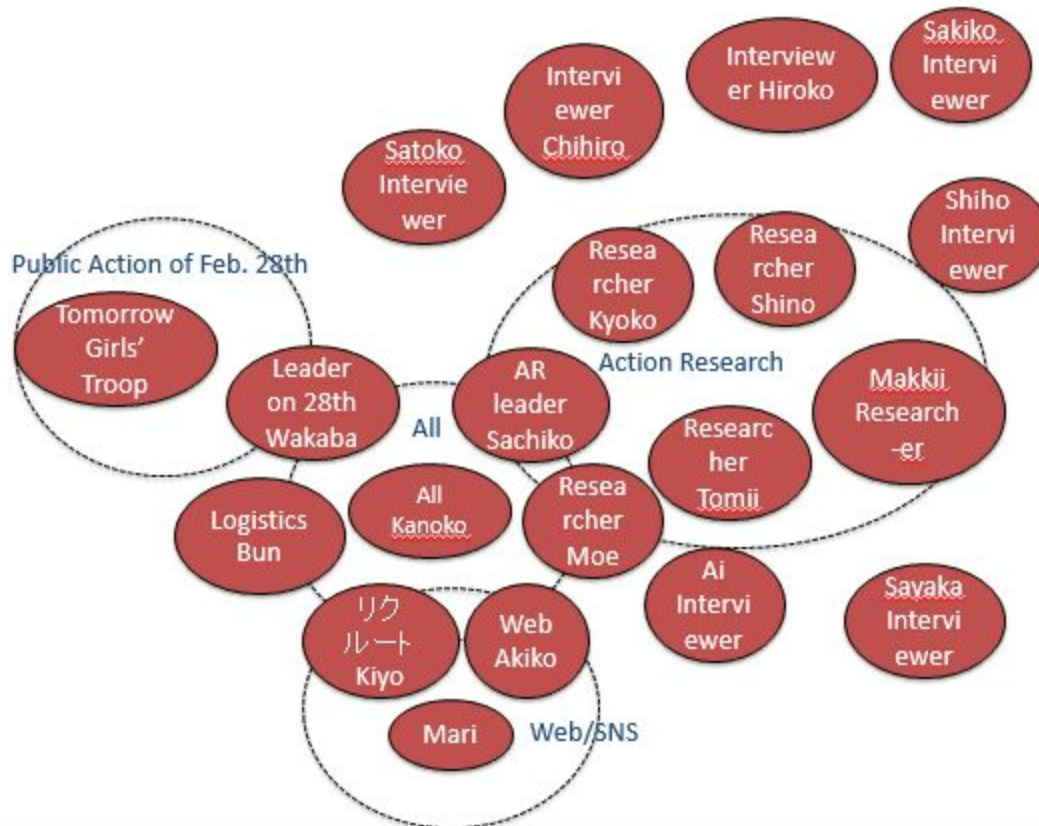 Sakiko
Intervi
ewer
Interview
er Hiroko
Intervi
ewer
Chihiro
Satoko
Intervie
wer
Shiho
Intervi
ewer
Public Action of Feb. 28th
Tomorrow
Girls'
Troop
Resea
rcher
Kyoko
Resea
rcher
Shino
Action Research
Leader
on 28th
Wakaba
All
AR
leader
Sachiko
Makkii
Research
-er
Researc
her
Tomii
Logistics
Bun
All
Kanoko
Resea
rcher
Moe
Ai
Intervi
ewer
Sayaka
Intervi
ewer
リク
ルート
Kiyo
Web
Akiko
Mari
Web/SNS